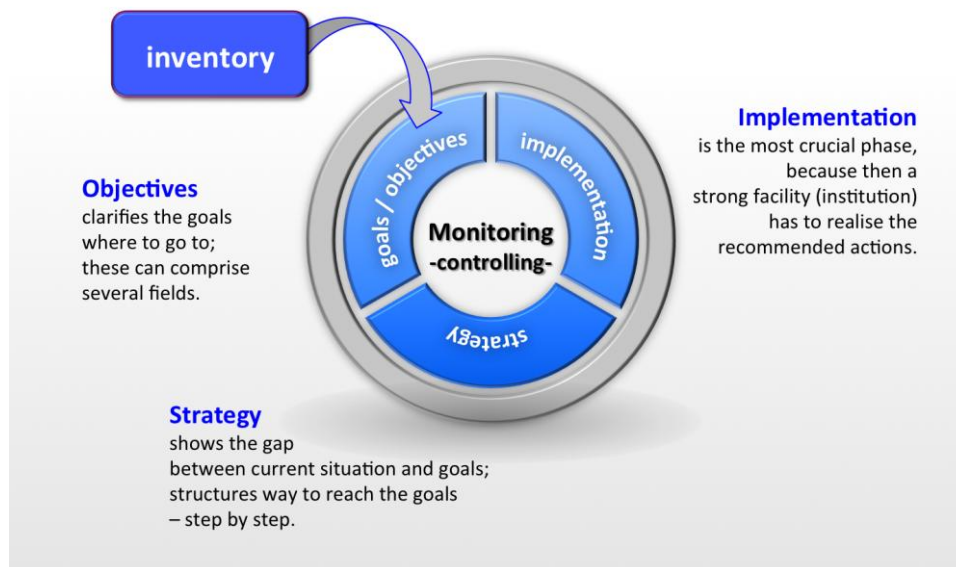 inventory
goals / objectives
implementation
strategy
Monitoring
-controlling-
Objectives
clarifies the goals
where to go to;
these can comprise
several fields.
Implementation
is the most crucial phase,
because then a
strong facility (institution)
has to realise the
recommended actions.
Strategy
shows the gap
between current situation and goals;
structures way to reach the goals
– step by step.